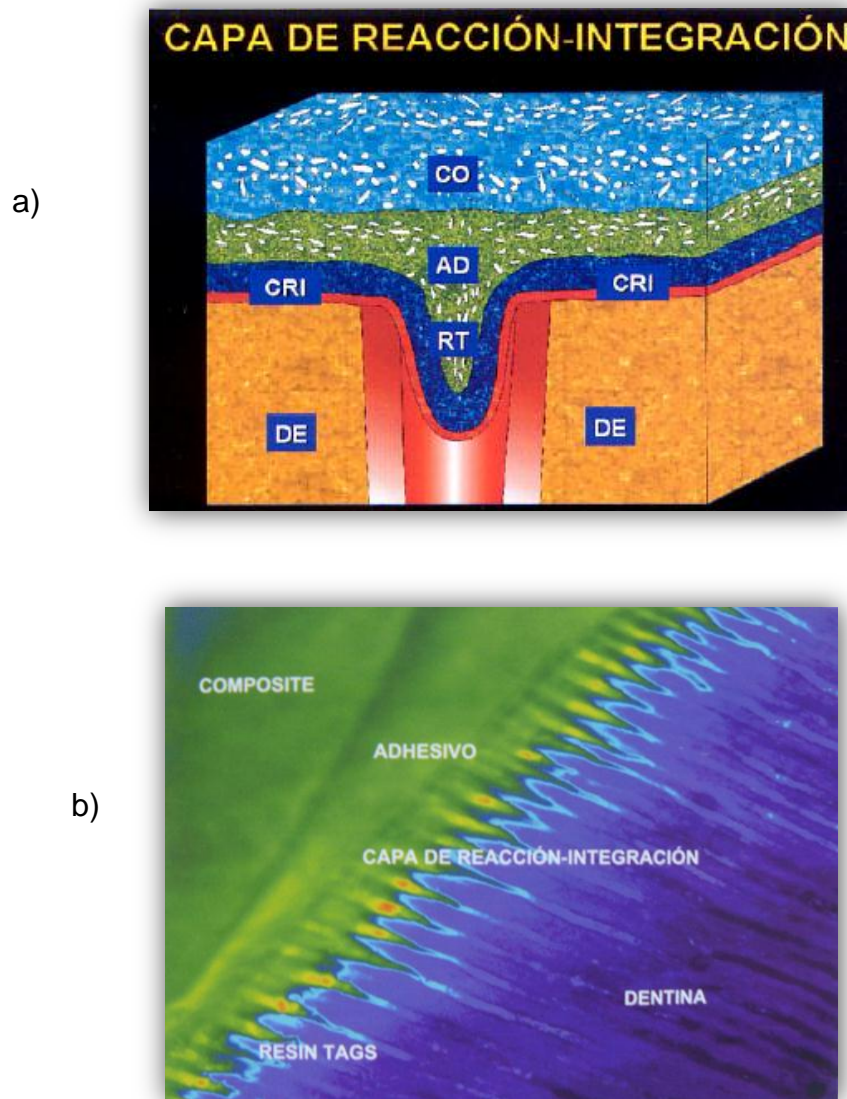 a)
CAPA DE REACCIÓN-INTEGRACIÓN
CO
AD
CRI
CRI
RT
DE
DE
b)
COMPOSITE
ADHESIVO
CAPA DE REACCIÓN-INTEGRACIÓN
DENTINA
RESIN TAGS